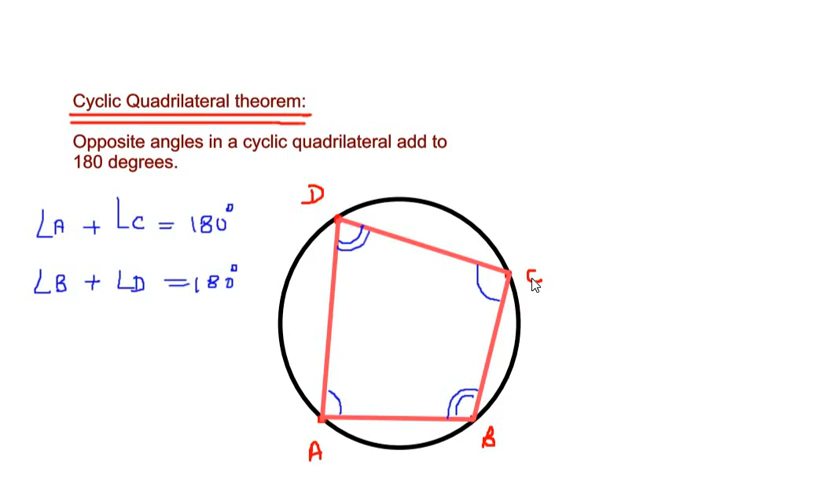 Cyclic Quadrilateral theorem:
Opposite angles in a cyclic quadrilateral add to
180 degrees.
∠A + ∠C = 180°
∠B + ∠D = 180°
D
C
A
B